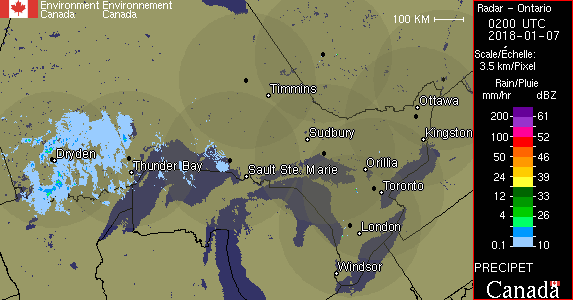 Environment Environnement
Canada Canada
100 KM
Timmins
Ottawa
Sudbury
Kingston
Dryden
Thunder Bay
Sault Ste. Marie
Orillia
Toronto
London
Windsor
Radar - Ontario
0200 UTC
2018-01-07
Scale/Échelle:
3.5 km/Pixel
Rain/Pluie
mm/hr dBZ
200 61
100 52
50 46
24 39
12 33
4 26
0.1 10
PRECIPET
Canada